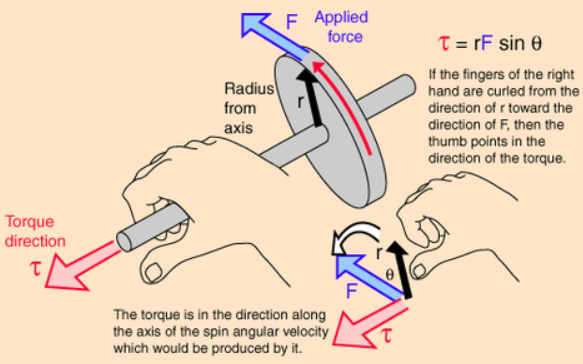 F
Applied
force
τ = rF sin θ
If the fingers of the right
hand are curled from the
direction of r toward the
direction of F, then the
thumb points in the
direction of the torque.
Radius
from
axis
r
Torque
direction
τ
r
θ
F
τ
The torque is in the direction along
the axis of the spin angular velocity
which would be produced by it.